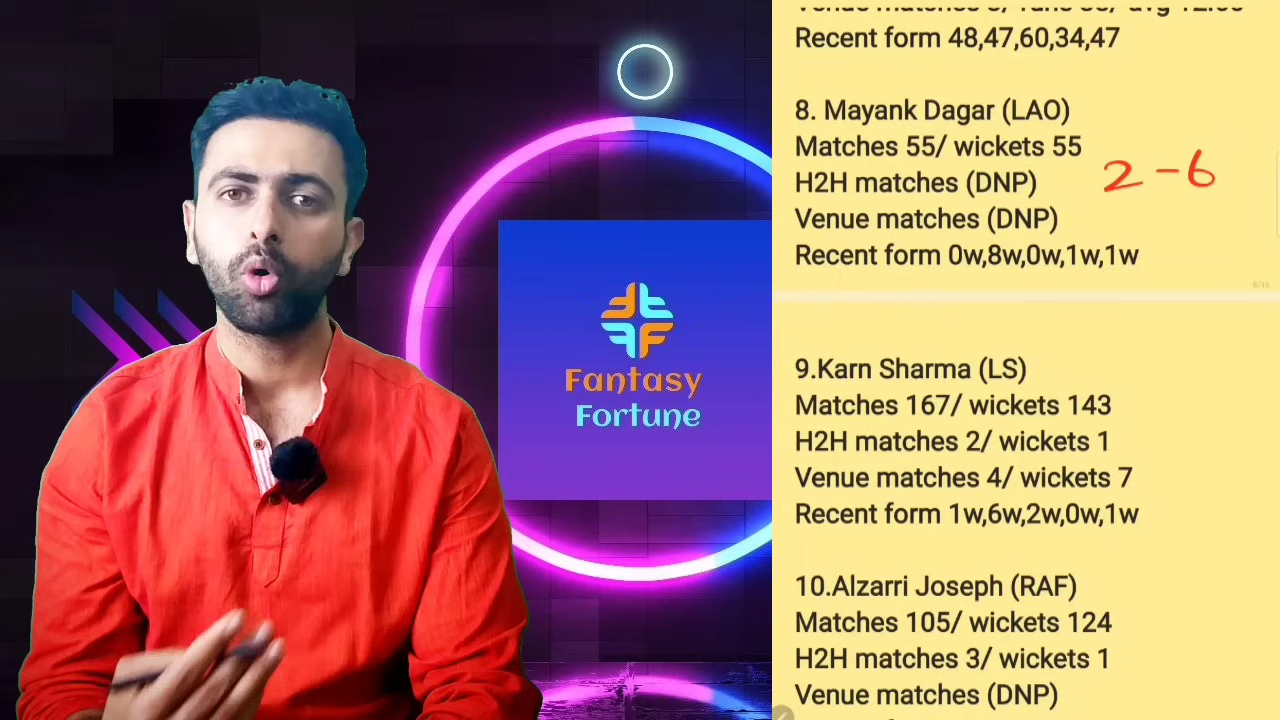 Recent form 48,47,60,34,47
8. Mayank Dagar (LAO)
Matches 55/ wickets 55
H2H matches (DNP)
2-6
Venue matches (DNP)
Recent form 0w,8w,0w,1w,1w
9.Karn Sharma (LS)
Matches 167/ wickets 143
H2H matches 2/ wickets 1
Venue matches 4/ wickets 7
Recent form 1w,6w,2w,0w,1w
10.Alzarri Joseph (RAF)
Matches 105/ wickets 124
H2H matches 3/ wickets 1
Venue matches (DNP)
Fantasy
Fortune